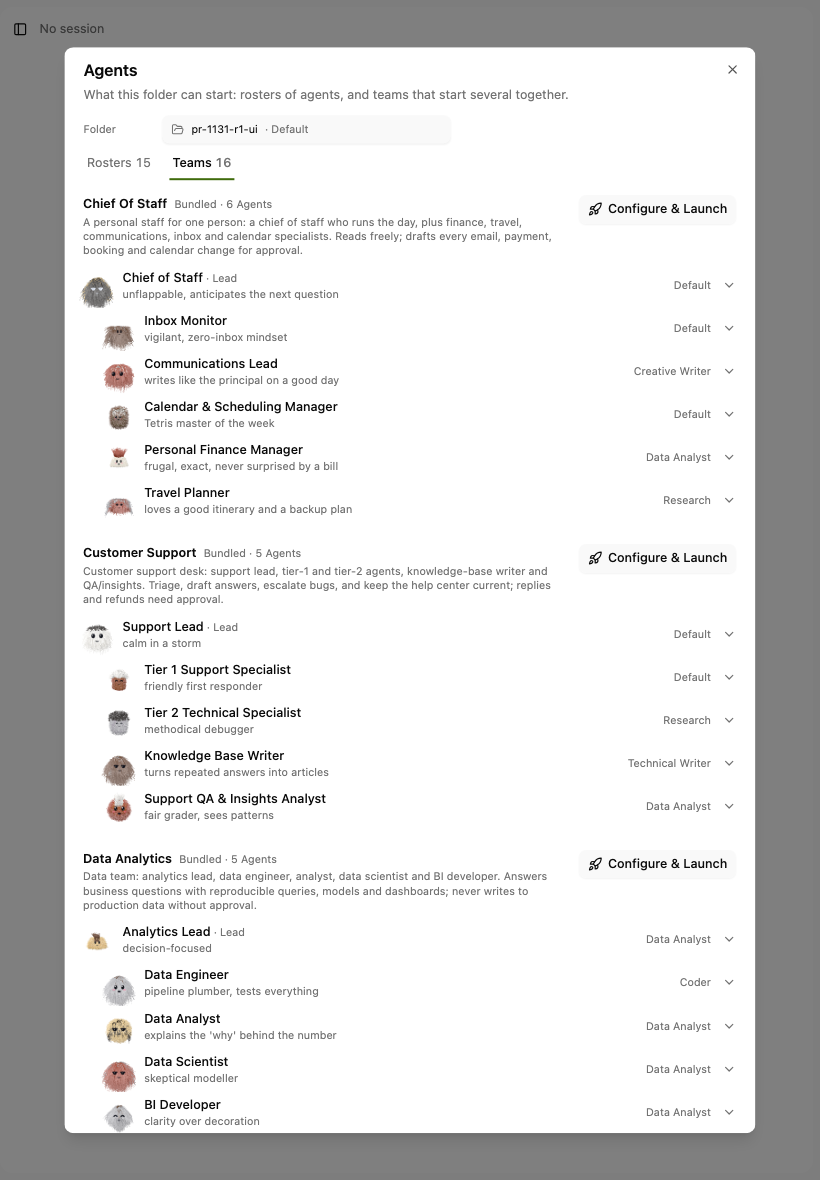 No session
Agents
What this folder can start: rosters of agents, and teams that start several together.
Folder
pr-1131-r1-ui · Default
Rosters 15
Teams 16
Chief Of Staff Bundled · 6 Agents
Configure & Launch
A personal staff for one person: a chief of staff who runs the day, plus finance, travel,
communications, inbox and calendar specialists. Reads freely; drafts every email, payment,
booking and calendar change for approval.
Chief of Staff · Lead
unflappable, anticipates the next question
Default
Inbox Monitor
vigilant, zero-inbox mindset
Default
Communications Lead
writes like the principal on a good day
Creative Writer
Calendar & Scheduling Manager
Tetris master of the week
Default
Personal Finance Manager
frugal, exact, never surprised by a bill
Data Analyst
Travel Planner
loves a good itinerary and a backup plan
Research
Customer Support Bundled · 5 Agents
Configure & Launch
Customer support desk: support lead, tier-1 and tier-2 agents, knowledge-base writer and
QA/insights. Triage, draft answers, escalate bugs, and keep the help center current; replies
and refunds need approval.
Support Lead · Lead
calm in a storm
Default
Tier 1 Support Specialist
friendly first responder
Default
Tier 2 Technical Specialist
methodical debugger
Research
Knowledge Base Writer
turns repeated answers into articles
Technical Writer
Support QA & Insights Analyst
fair grader, sees patterns
Data Analyst
Data Analytics Bundled · 5 Agents
Configure & Launch
Data team: analytics lead, data engineer, analyst, data scientist and BI developer. Answers
business questions with reproducible queries, models and dashboards; never writes to
production data without approval.
Analytics Lead · Lead
decision-focused
Data Analyst
Data Engineer
pipeline plumber, tests everything
Coder
Data Analyst
explains the 'why' behind the number
Data Analyst
Data Scientist
skeptical modeller
Data Analyst
BI Developer
clarity over decoration
Data Analyst